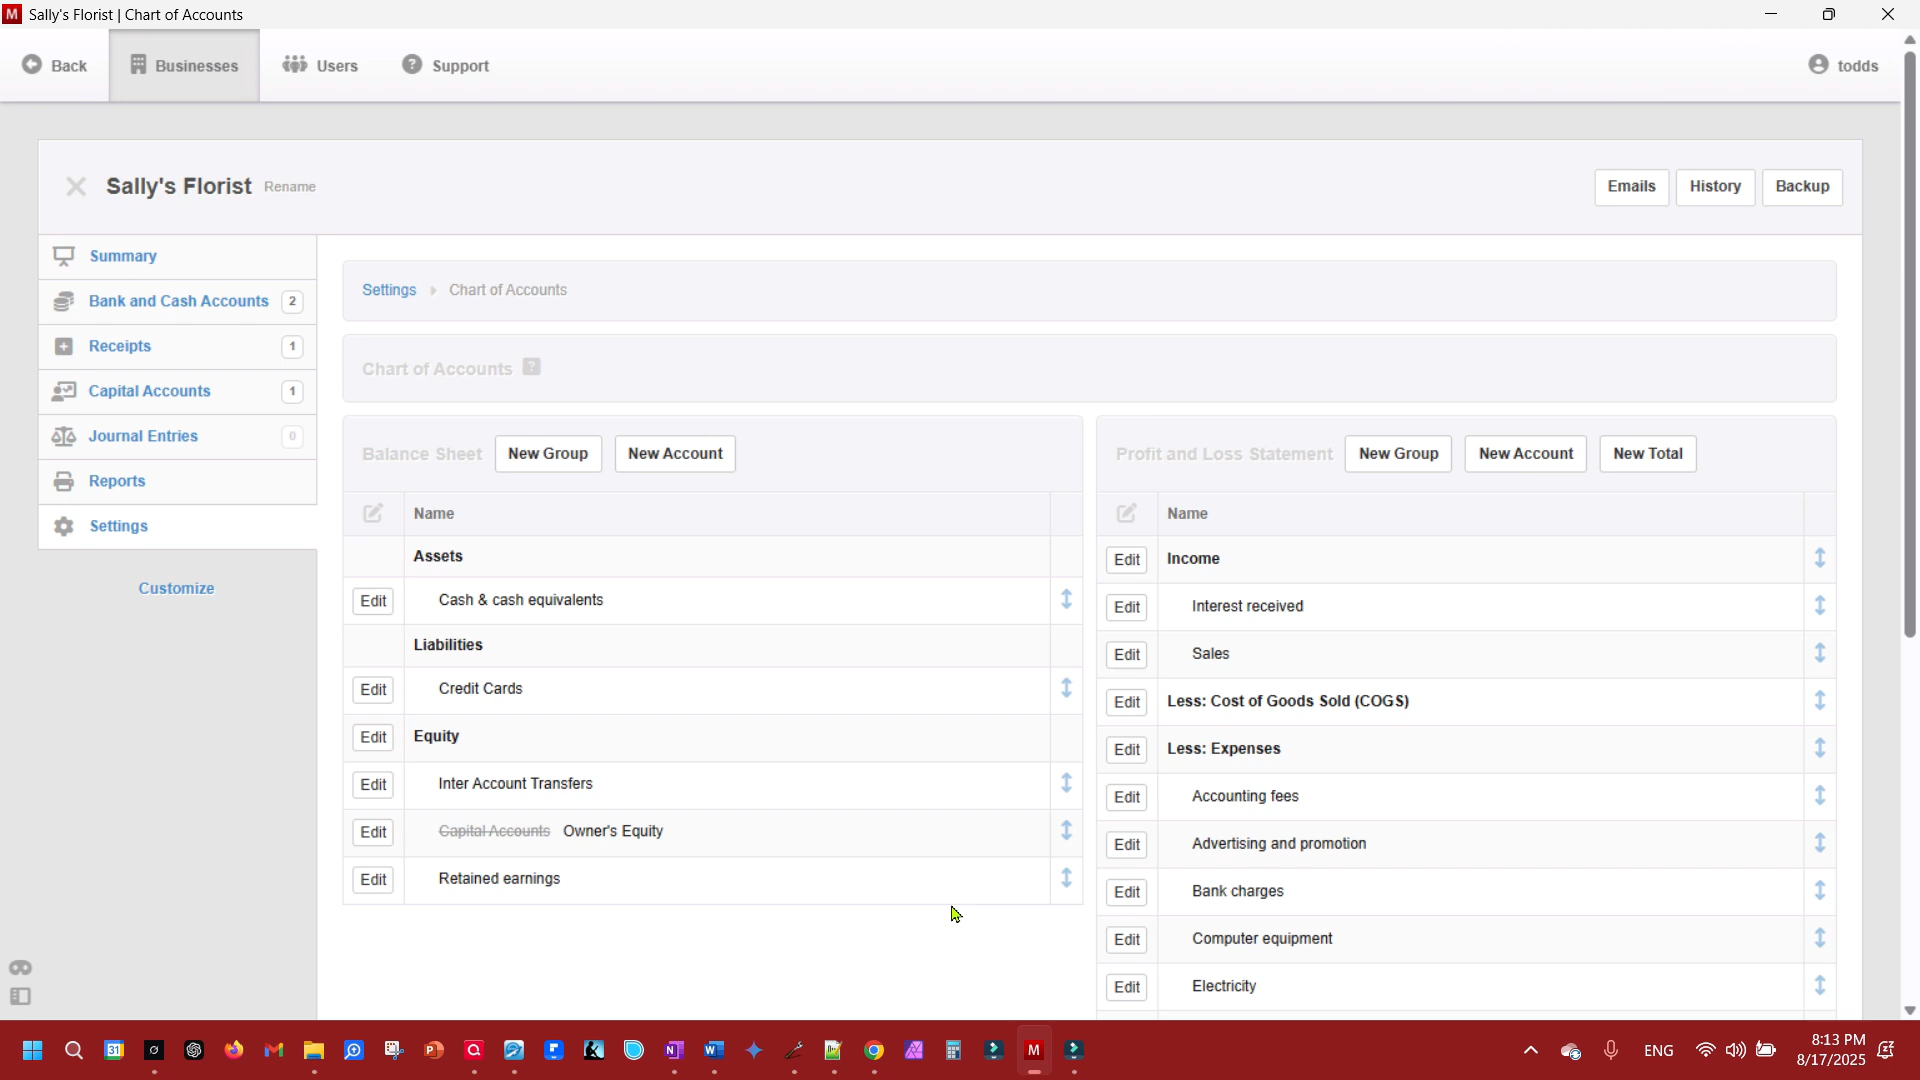 Sally's Florist | Chart of Accounts
Back
Businesses
Users
Support
todds
Sally's Florist Rename
Emails
History
Backup
Summary
Bank and Cash Accounts 2
Receipts 1
Capital Accounts 1
Journal Entries 0
Reports
Settings
Customize
Settings Chart of Accounts
Chart of Accounts ?
Balance Sheet New Group New Account
Name
Assets
Edit Cash & cash equivalents
Liabilities
Edit Credit Cards
Edit Equity
Edit Inter Account Transfers
Edit Capital Accounts Owner's Equity
Edit Retained earnings
Profit and Loss Statement New Group New Account New Total
Name
Edit Income
Edit Interest received
Edit Sales
Edit Less: Cost of Goods Sold (COGS)
Edit Less: Expenses
Edit Accounting fees
Edit Advertising and promotion
Edit Bank charges
Edit Computer equipment
Edit Electricity
ENG
8:13 PM
8/17/2025